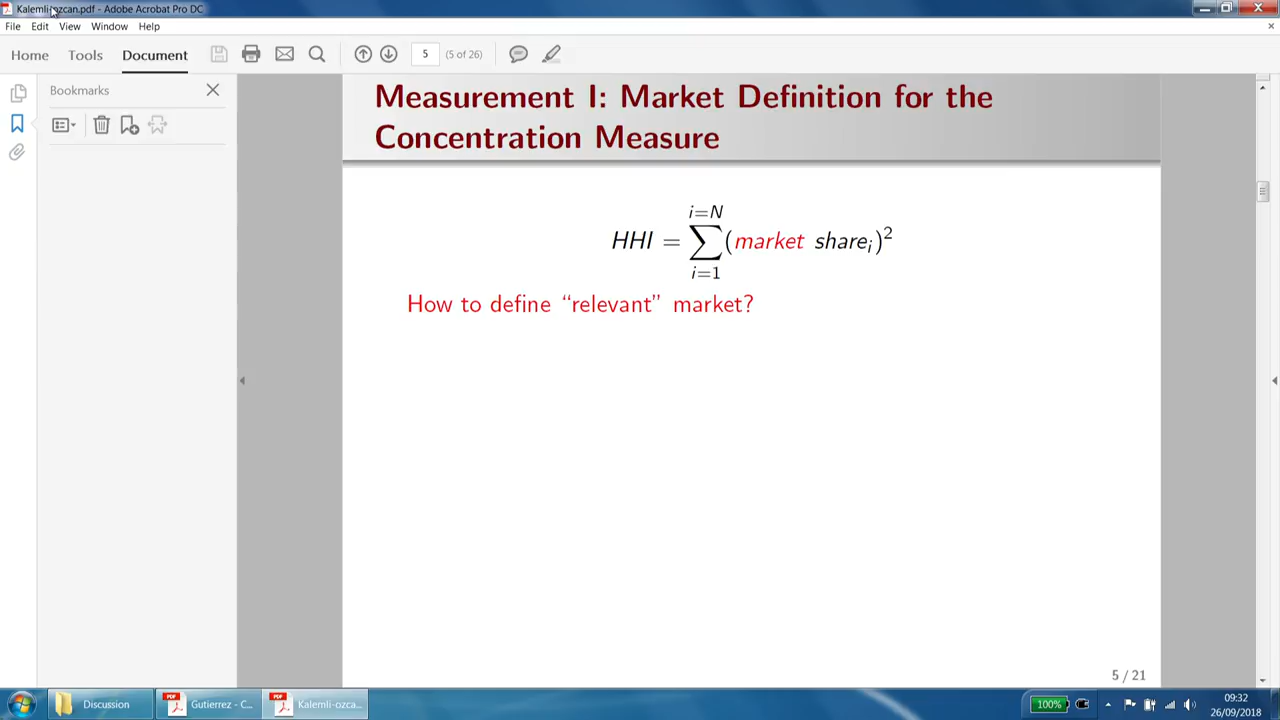 Kalemli-ozcan.pdf - Adobe Acrobat Pro DC
File Edit View Window Help
Home Tools Document 5 (5 of 26)
Bookmarks
Measurement I: Market Definition for the
Concentration Measure
i=N
HHI = ∑(market share_i)²
i=1
How to define “relevant” market?
5 / 21
Discussion
Gutierrez - C...
Kalemli-ozca...
100%
09:32
26/09/2018